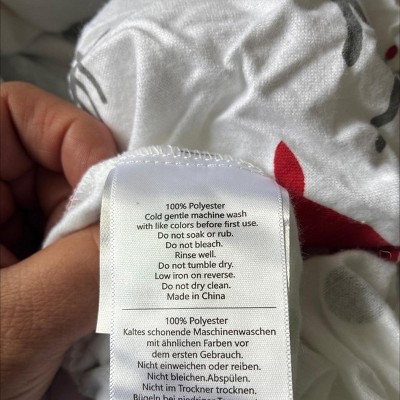 100% Polyester
Cold gentle machine wash
with like colors before first use.
Do not soak or rub.
Do not bleach.
Rinse well.
Do not tumble dry.
Low iron on reverse.
Do not dry clean.
Made in China
100% Polyester
Kaltes schonende Maschinenwaschen
mit ähnlichen Farben vor
dem ersten Gebrauch.
Nicht einweichen oder reiben.
Nicht bleichen.Abspülen.
Nicht im Trockner trocknen.
Bügeln bei